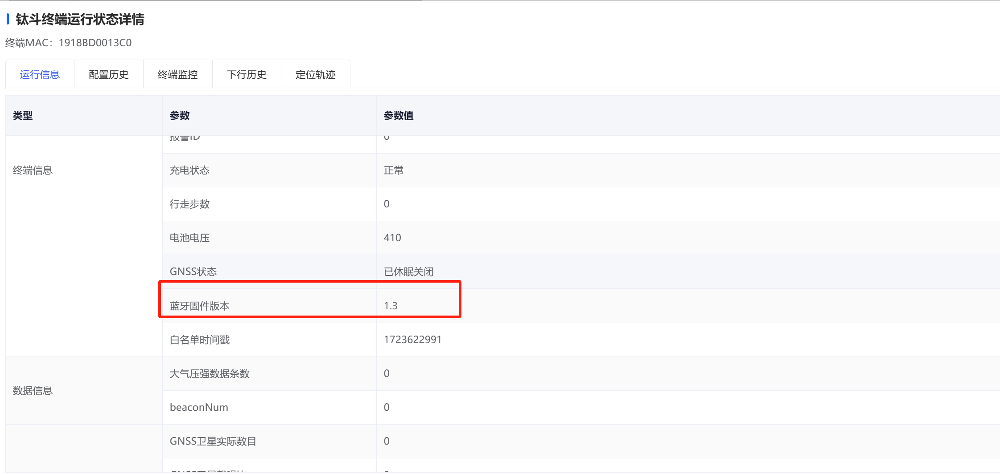 钛斗终端运行状态详情
终端MAC：1918BD0013C0
运行信息 配置历史 终端监控 下行历史 定位轨迹
类型 参数 参数值
报警ID 0
终端信息 充电状态 正常
行走步数 0
电池电压 410
GNSS状态 已休眠关闭
蓝牙固件版本 1.3
白名单时间戳 1723622991
大气压强数据条数 0
数据信息
beaconNum 0
GNSS卫星实际数目 0